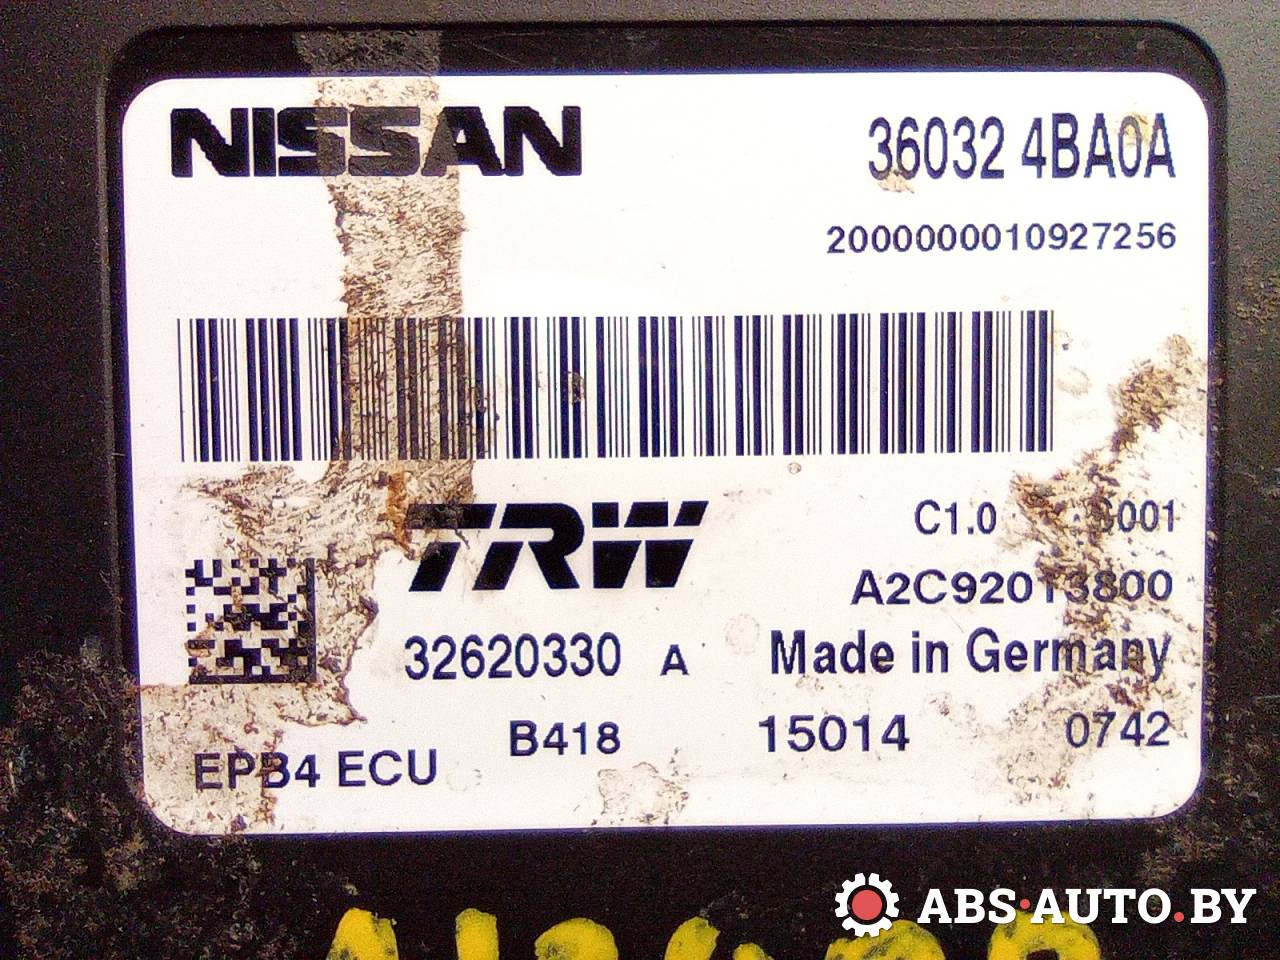 NISSAN
36032 4BA0A
2000000010927256
TRW
C1.0
A2C92013800
32620330 A
Made in Germany
B418
15014
0742
EPB4 ECU
ABS·AUTO.BY